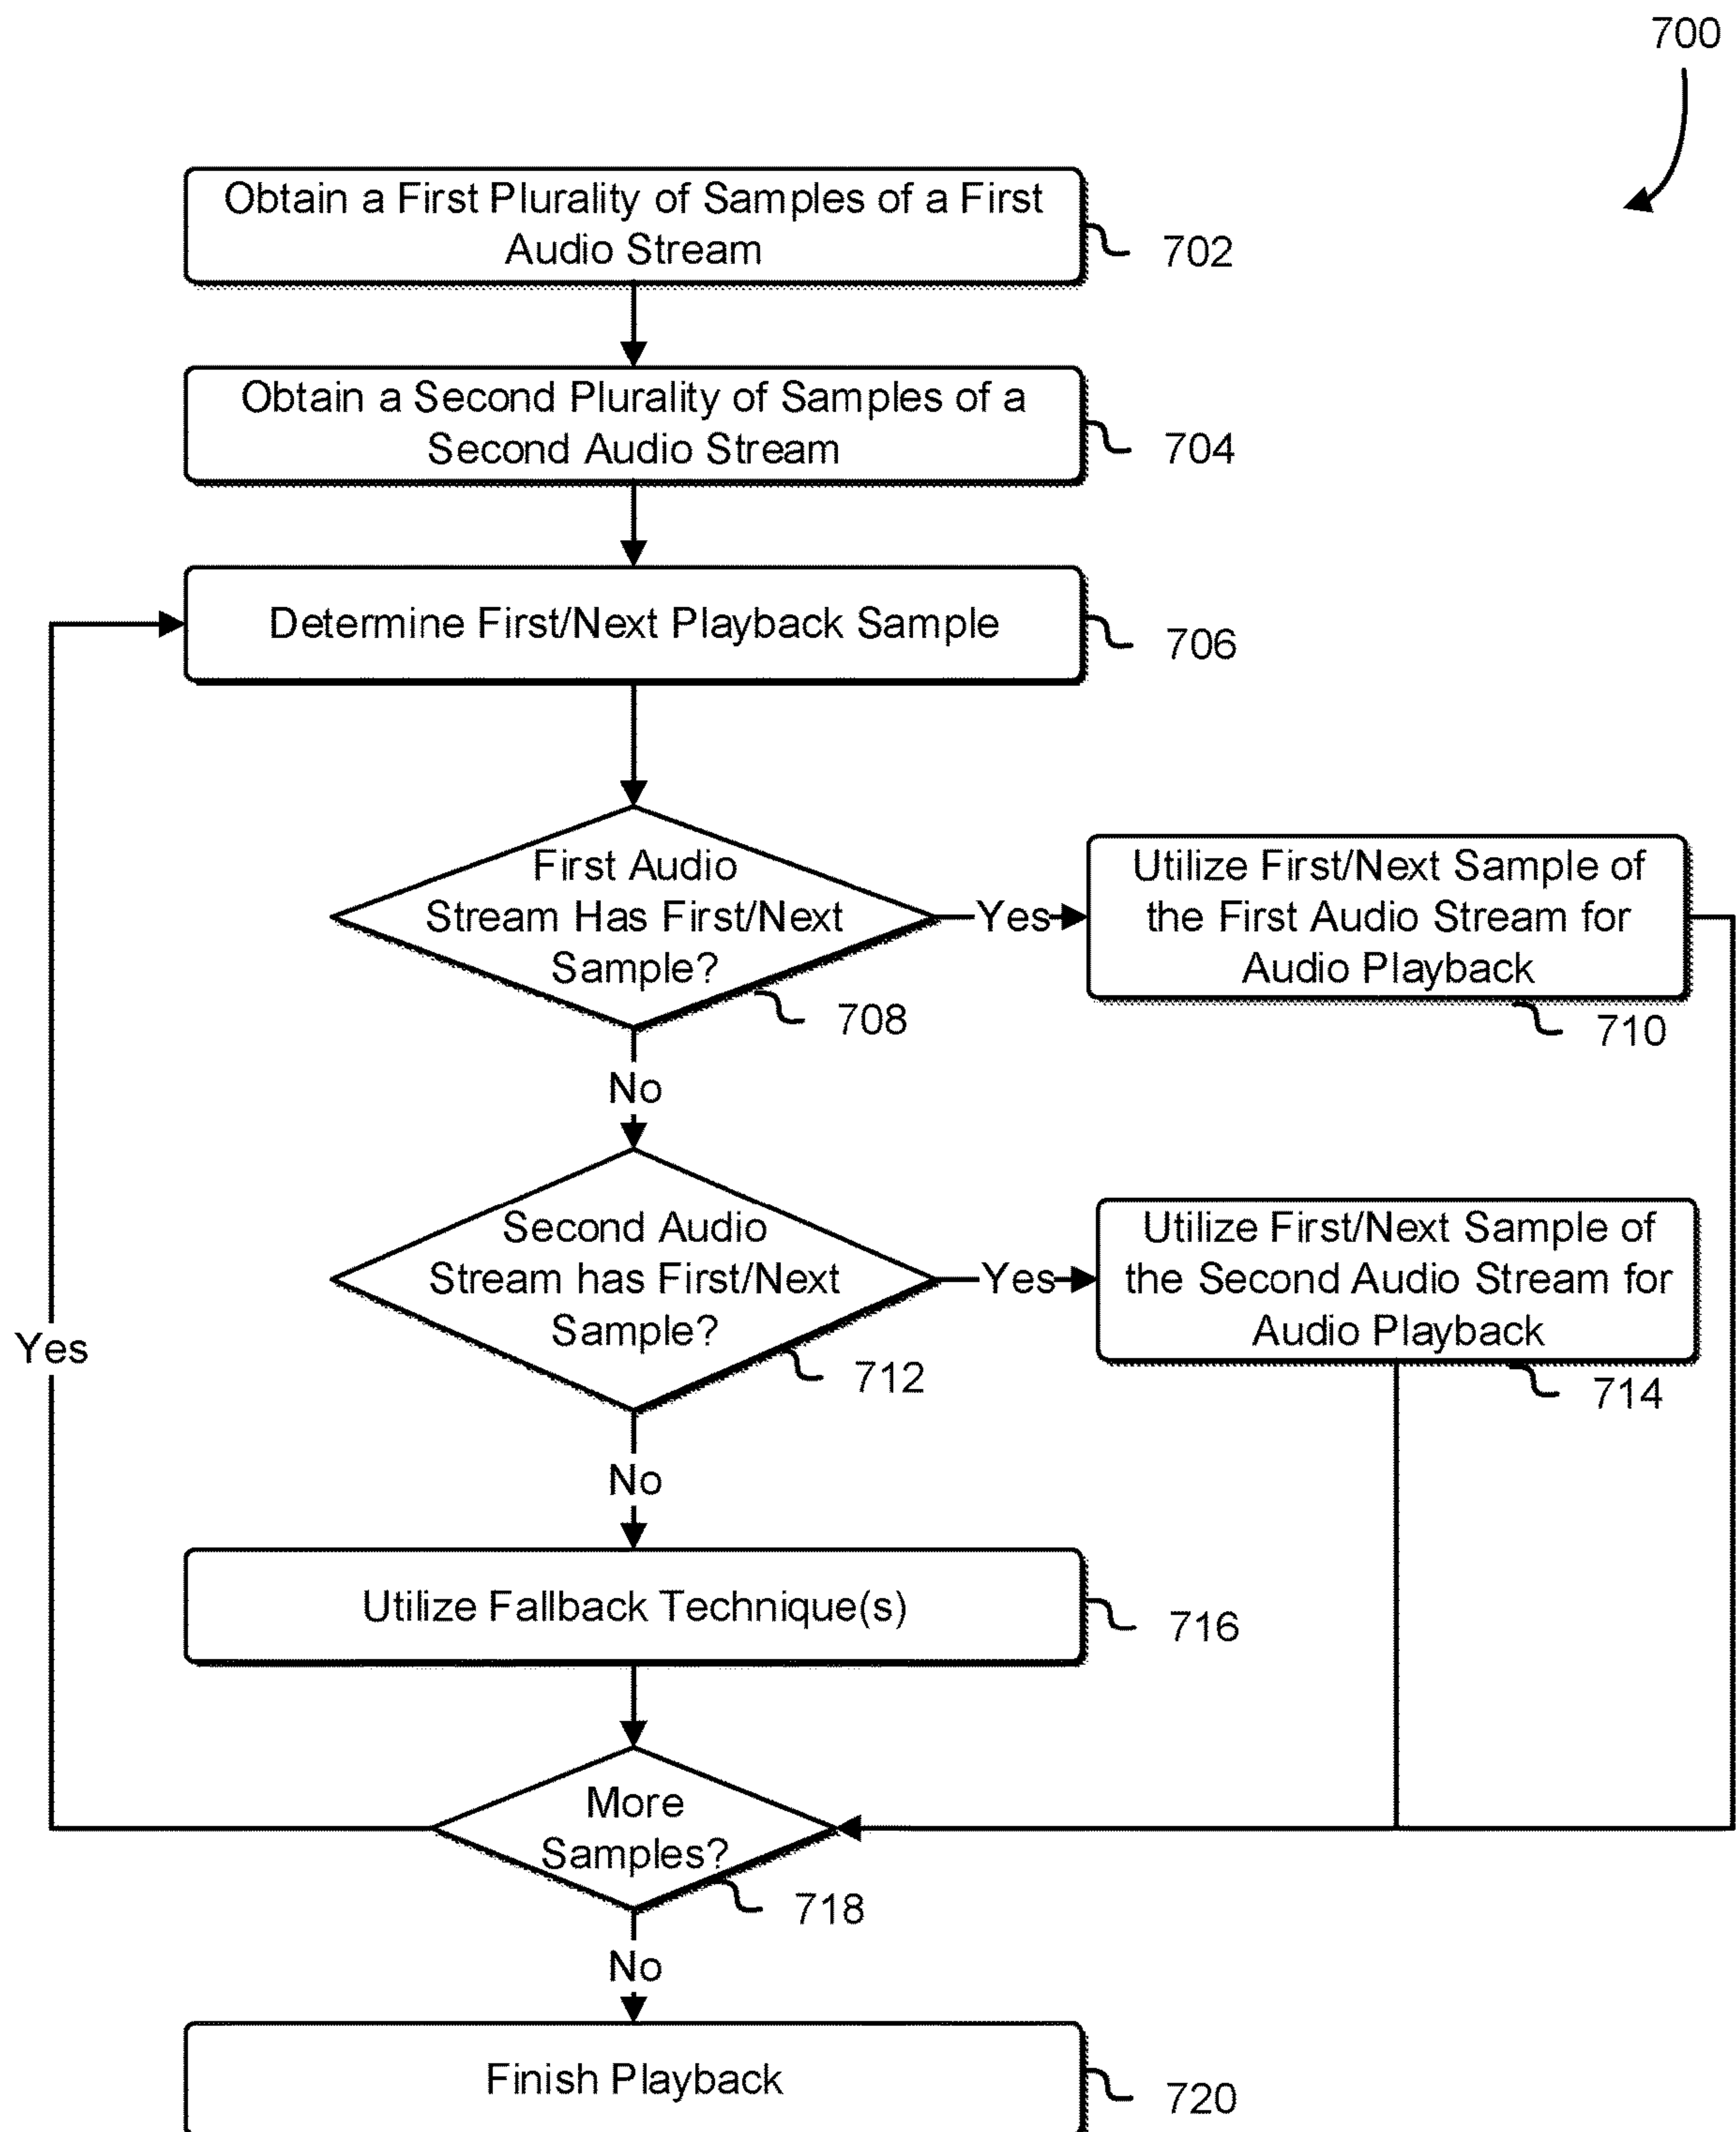 700
Obtain a First Plurality of Samples of a First
Audio Stream
702
Obtain a Second Plurality of Samples of a
Second Audio Stream
704
Determine First/Next Playback Sample
706
First Audio
Stream Has First/Next
Sample?
708
Yes
Utilize First/Next Sample of
the First Audio Stream for
Audio Playback
710
No
Second Audio
Stream has First/Next
Sample?
712
Yes
Utilize First/Next Sample of
the Second Audio Stream for
Audio Playback
714
Yes
No
Utilize Fallback Technique(s)
716
More
Samples?
718
No
Finish Playback
720